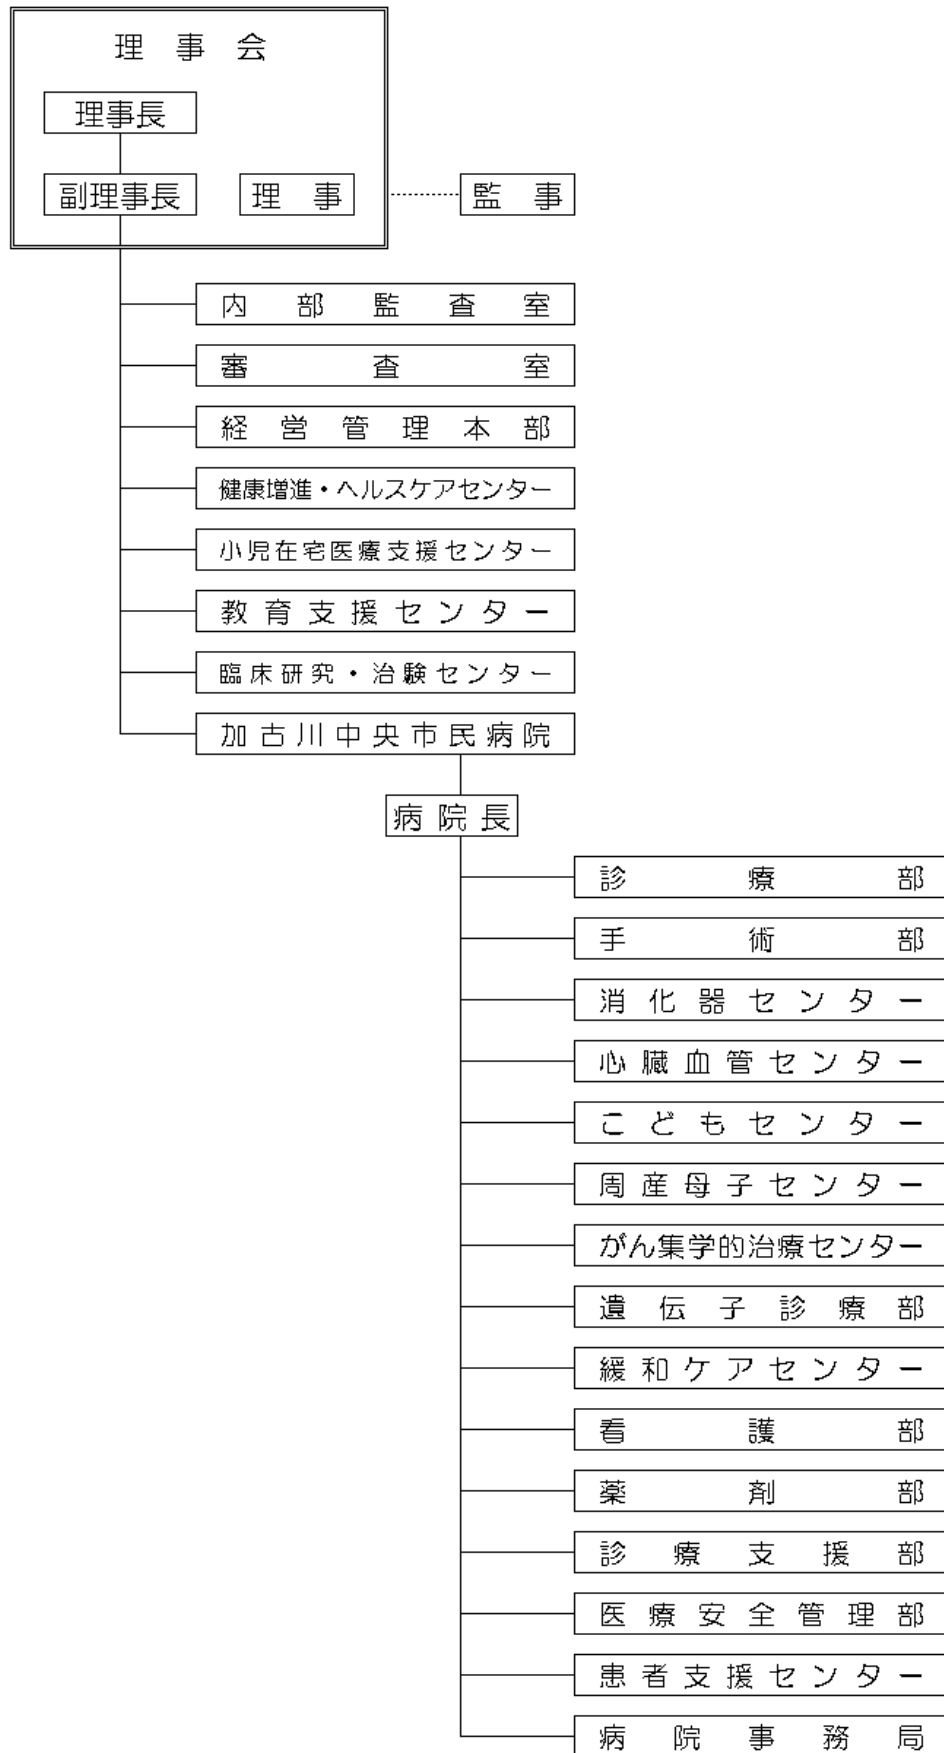 理事会
理事長
副理事長 理事 監事
内部監査室
審査室
経営管理本部
健康増進・ヘルスケアセンター
小児在宅医療支援センター
教育支援センター
臨床研究・治験センター
加古川中央市民病院
病院長
診療部
手術部
消化器センター
心臓血管センター
こどもセンター
周産母子センター
がん集学的治療センター
遺伝子診療部
緩和ケアセンター
看護部
薬剤部
診療支援部
医療安全管理部
患者支援センター
病院事務局